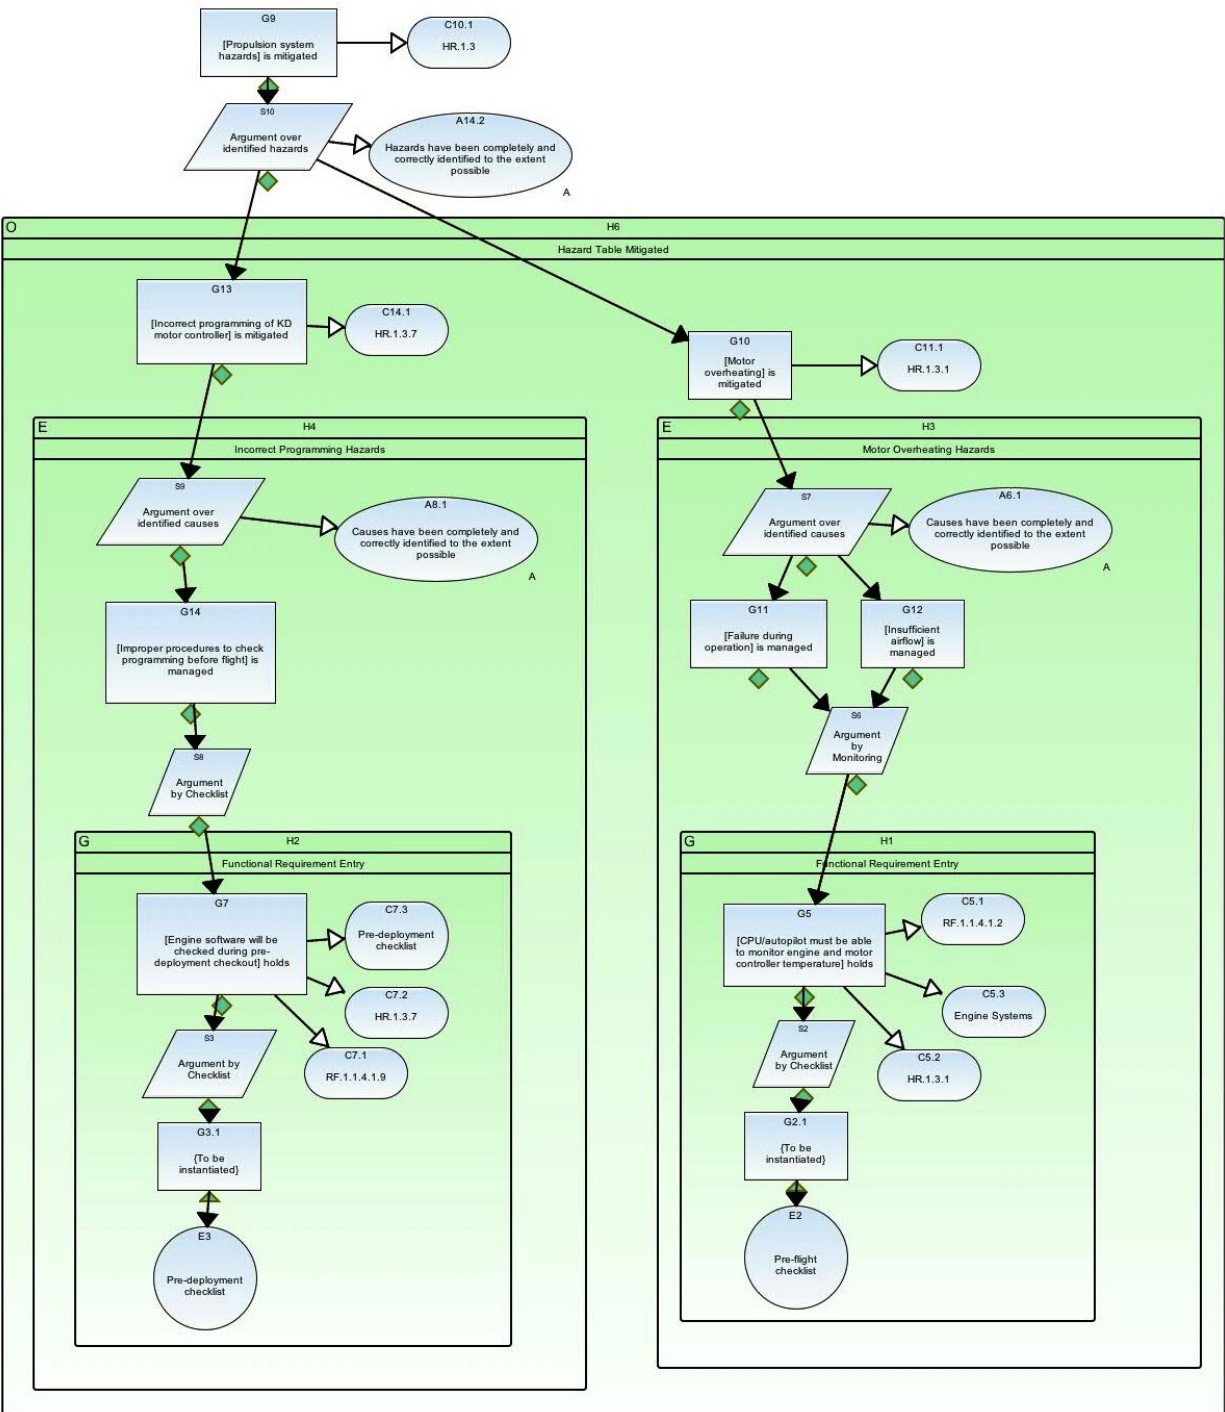 G9
[Propulsion system
hazards] is mitigated
C10.1
HR.1.3
S10
Argument over
identified hazards
A14.2
Hazards have been completely and
correctly identified to the extent
possible
A
O
H6
Hazard Table Mitigated
G13
[Incorrect programming of KD
motor controller] is mitigated
C14.1
HR.1.3.7
G10
[Motor
overheating] is
mitigated
C11.1
HR.1.3.1
E
H4
Incorrect Programming Hazards
S9
Argument over
identified causes
A8.1
Causes have been completely and
correctly identified to the extent
possible
A
G14
[Improper procedures to check
programming before flight] is
managed
S8
Argument
by Checklist
G
H2
Functional Requirement Entry
G7
[Engine software will be
checked during pre-
deployment checkout] holds
C7.3
Pre-deployment
checklist
C7.2
HR.1.3.7
C7.1
RF.1.1.4.1.9
S3
Argument by
Checklist
G3.1
{To be
instantiated}
E3
Pre-deployment
checklist
E
H3
Motor Overheating Hazards
S7
Argument over
identified causes
A6.1
Causes have been completely and
correctly identified to the extent
possible
A
G11
[Failure during
operation] is managed
G12
[Insufficient
airflow] is
managed
S6
Argument
by
Monitoring
G
H1
Functional Requirement Entry
G5
[CPU/autopilot must be able
to monitor engine and motor
controller temperature] holds
C5.1
RF.1.1.4.1.2
C5.3
Engine Systems
C5.2
HR.1.3.1
S2
Argument
by Checklist
G2.1
{To be
instantiated}
E2
Pre-flight
checklist